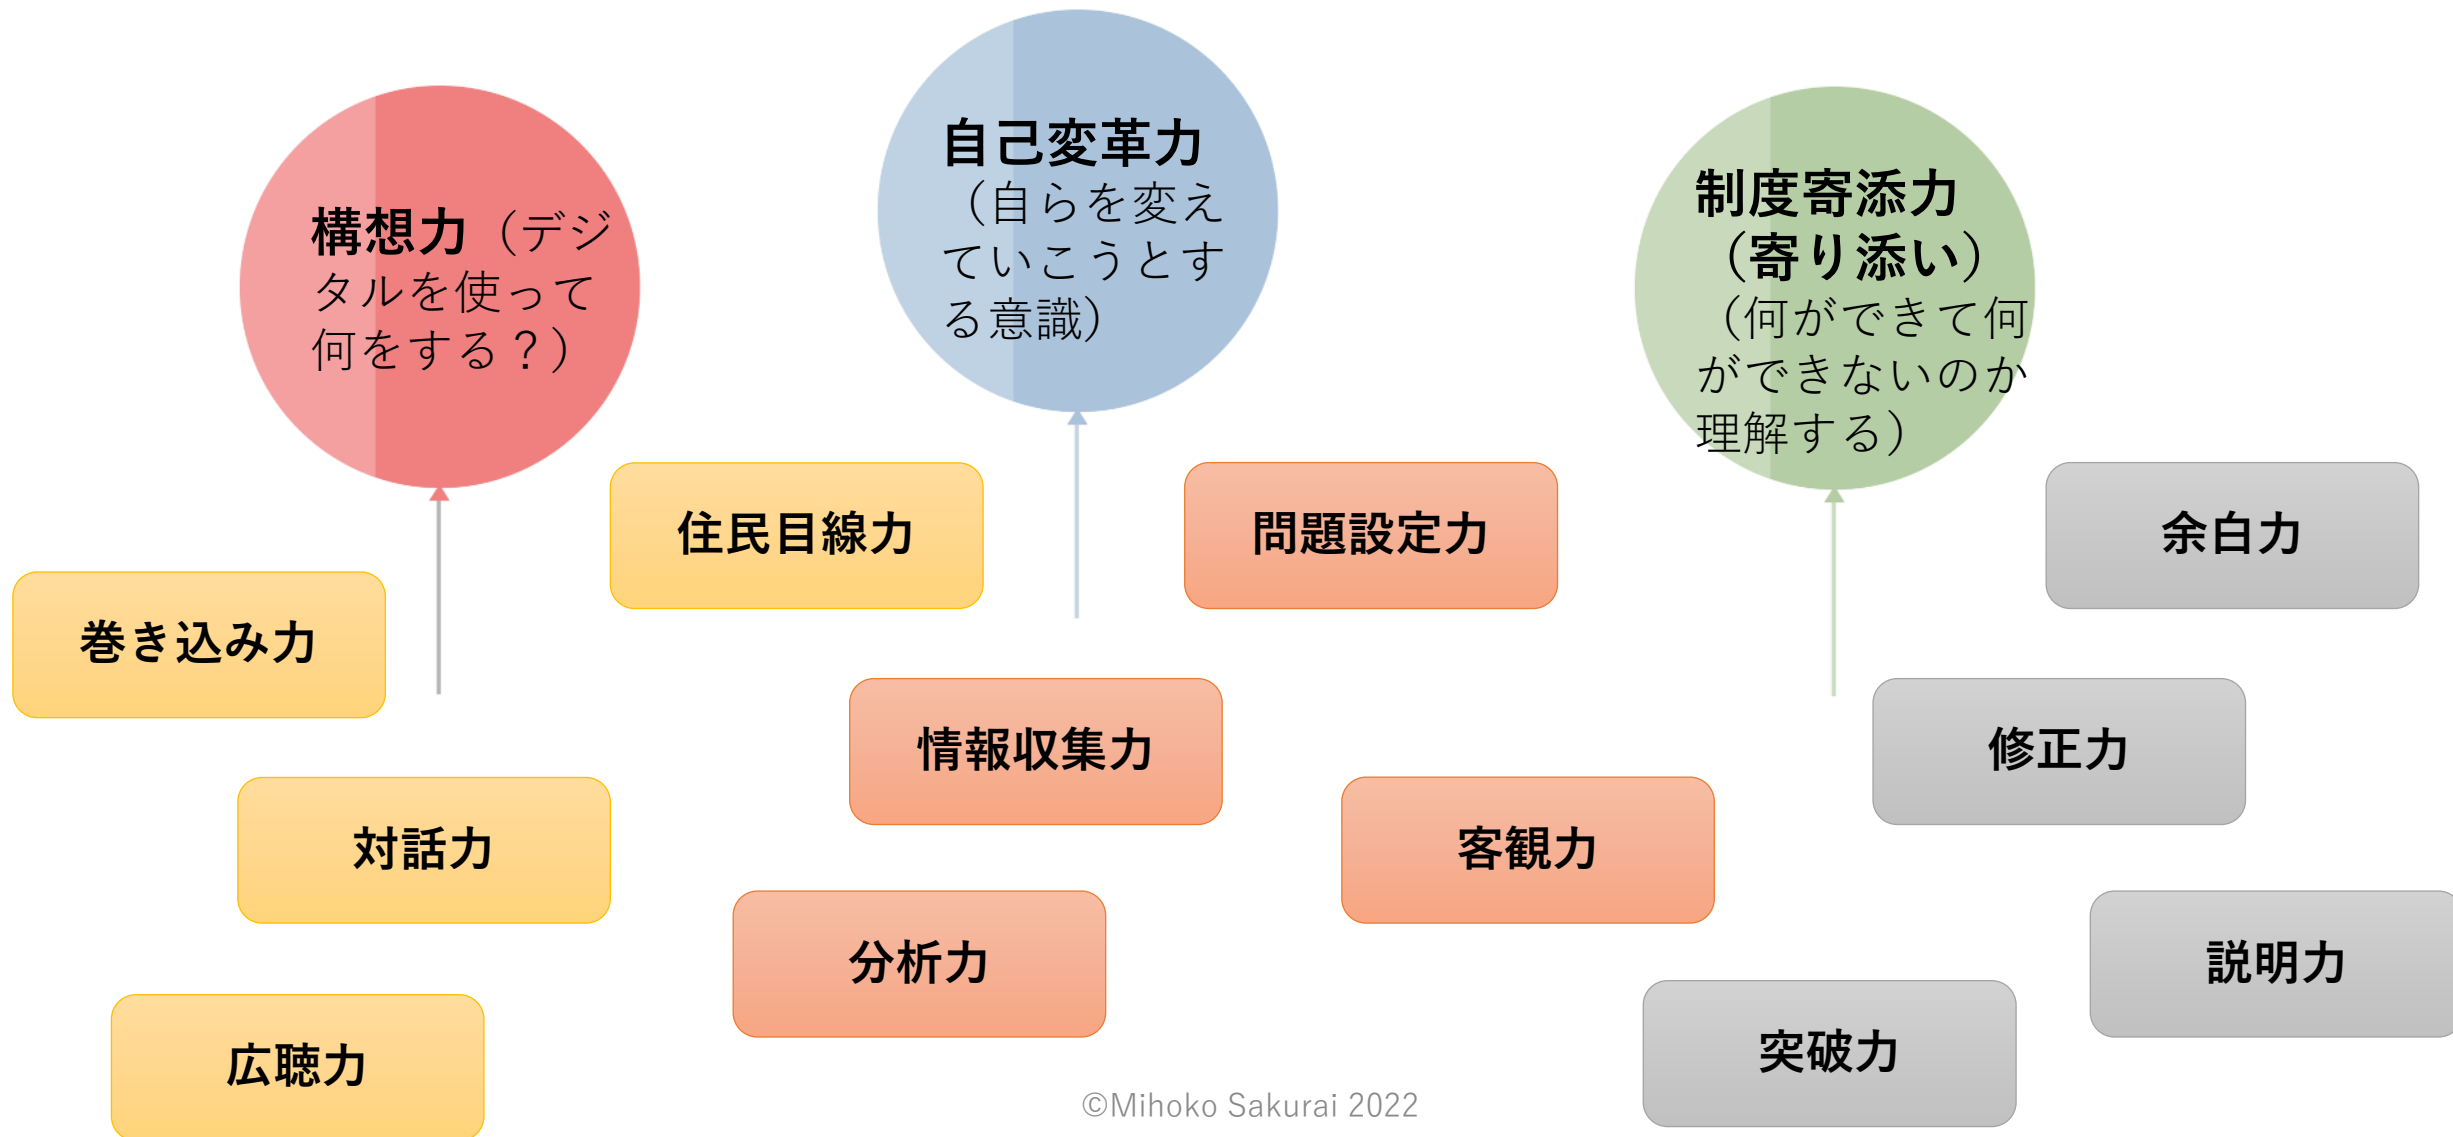 構想力（デジ
タルを使って
何をする？）
自己変革力
（自らを変え
ていこうとす
る意識）
制度寄添力
（寄り添い）
（何ができて何
ができないのか
理解する）
住民目線力
問題設定力
余白力
巻き込み力
情報収集力
修正力
対話力
客観力
分析力
説明力
広聴力
突破力
©Mihoko Sakurai 2022